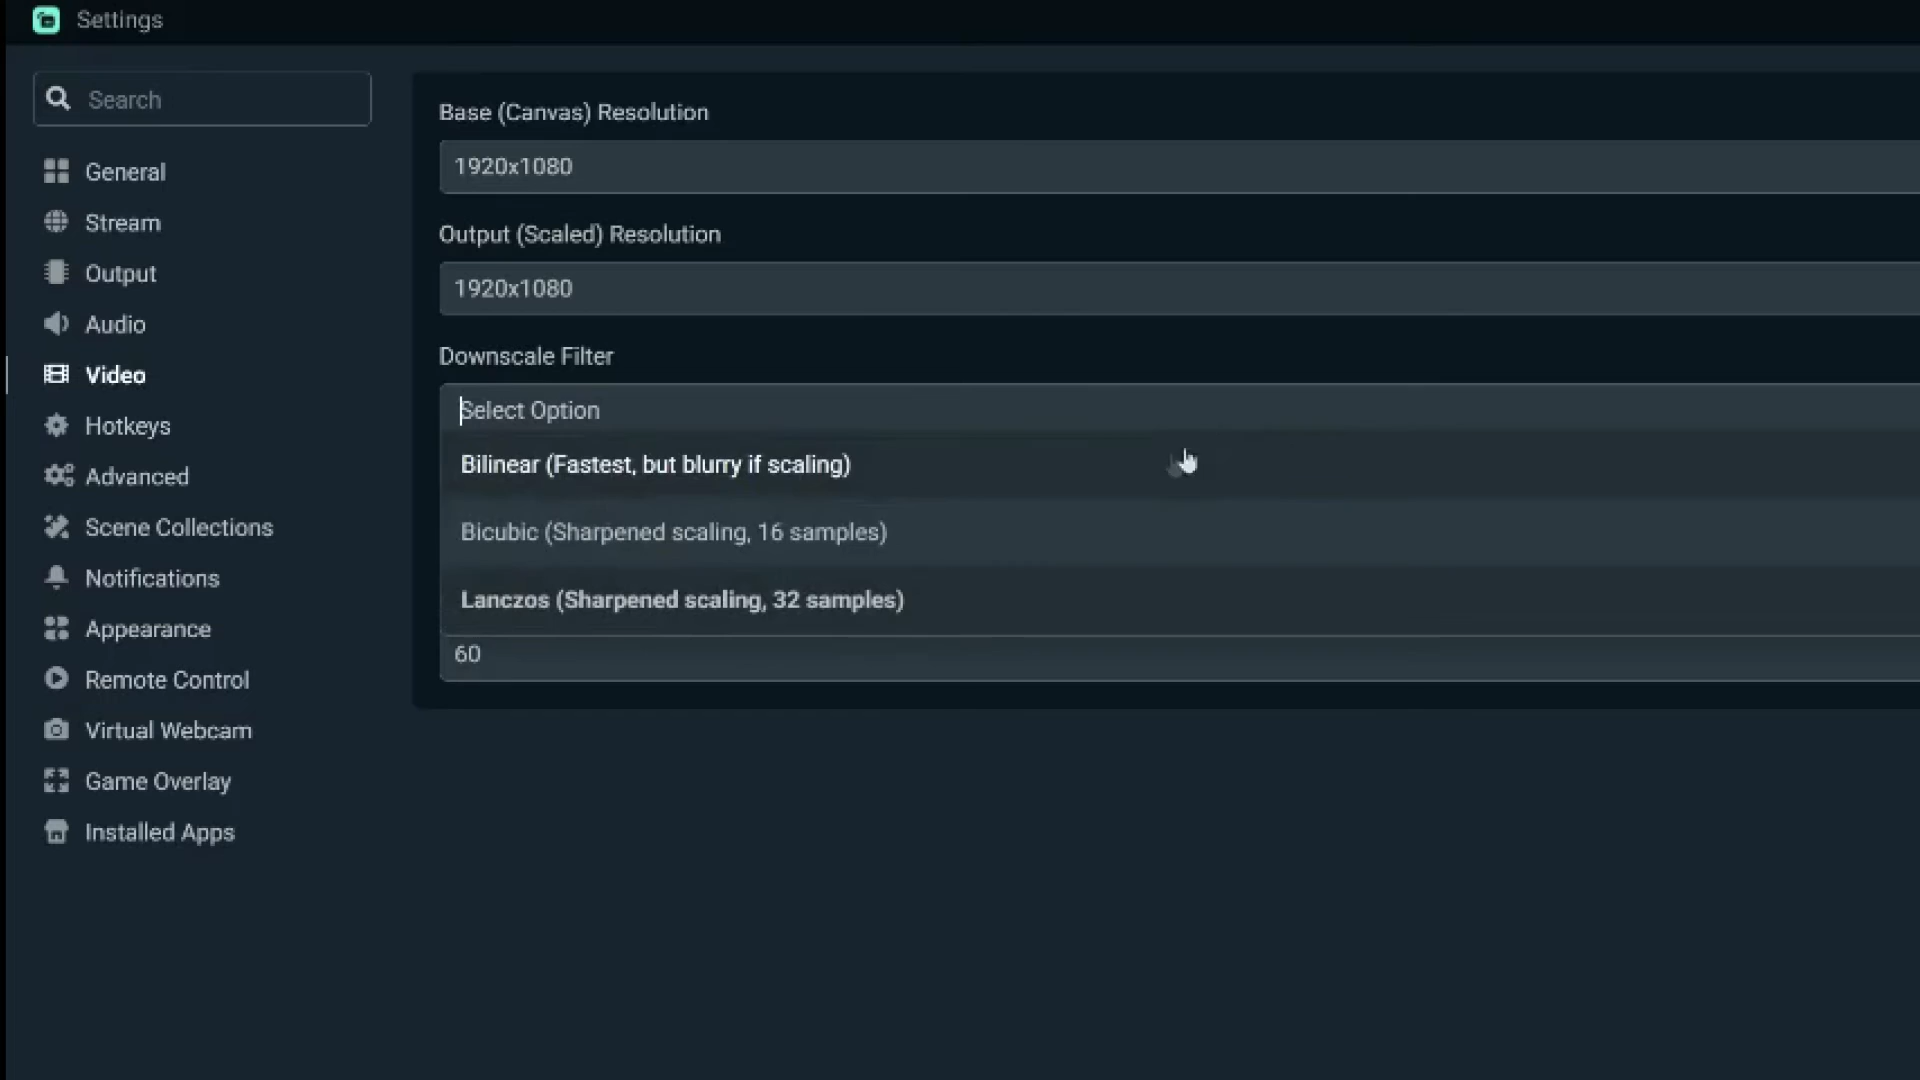 Settings
Search
General
Stream
Output
Audio
Video
Hotkeys
Advanced
Scene Collections
Notifications
Appearance
Remote Control
Virtual Webcam
Game Overlay
Installed Apps
Base (Canvas) Resolution
1920x1080
Output (Scaled) Resolution
1920x1080
Downscale Filter
Select Option
Bilinear (Fastest, but blurry if scaling)
Bicubic (Sharpened scaling, 16 samples)
Lanczos (Sharpened scaling, 32 samples)
60